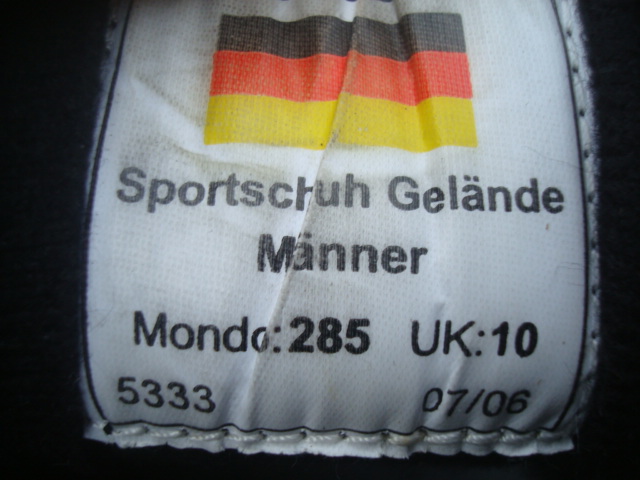 Sportschuh Gelände
Männer
Mondo: 285 UK: 10
5333 07/06